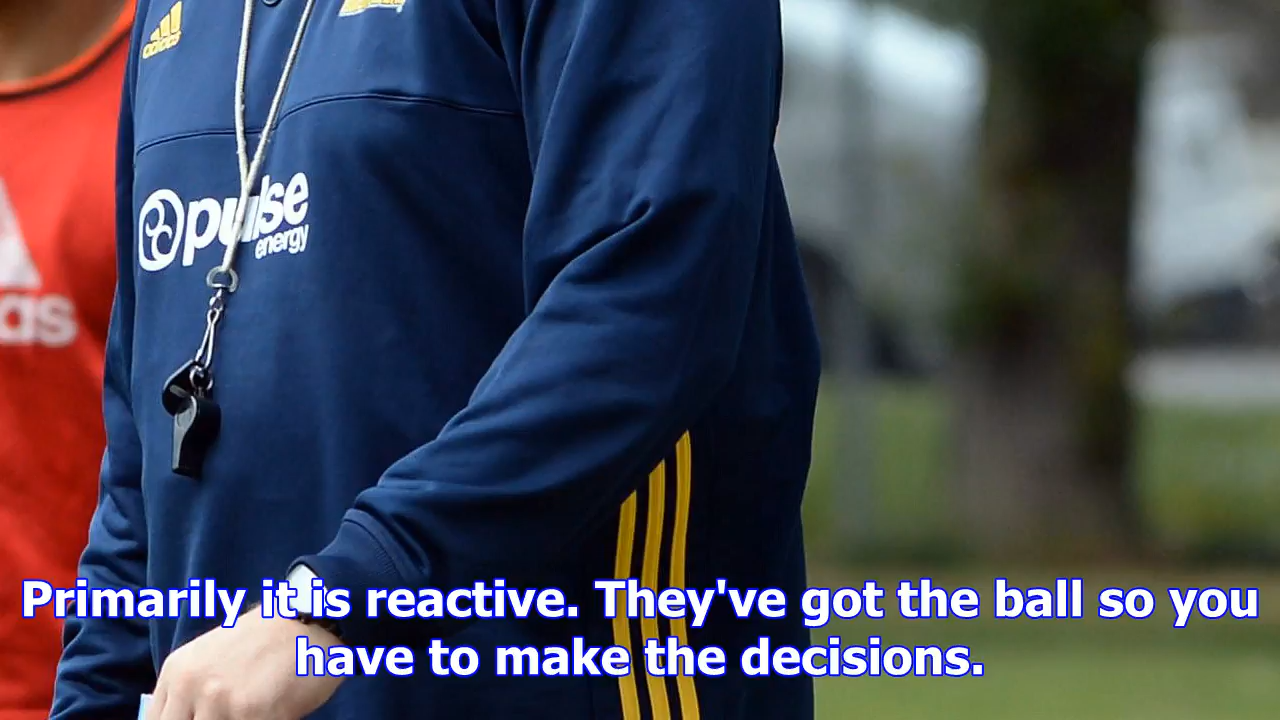 adidas
pulse
energy
as
Primarily it is reactive. They've got the ball so you
have to make the decisions.